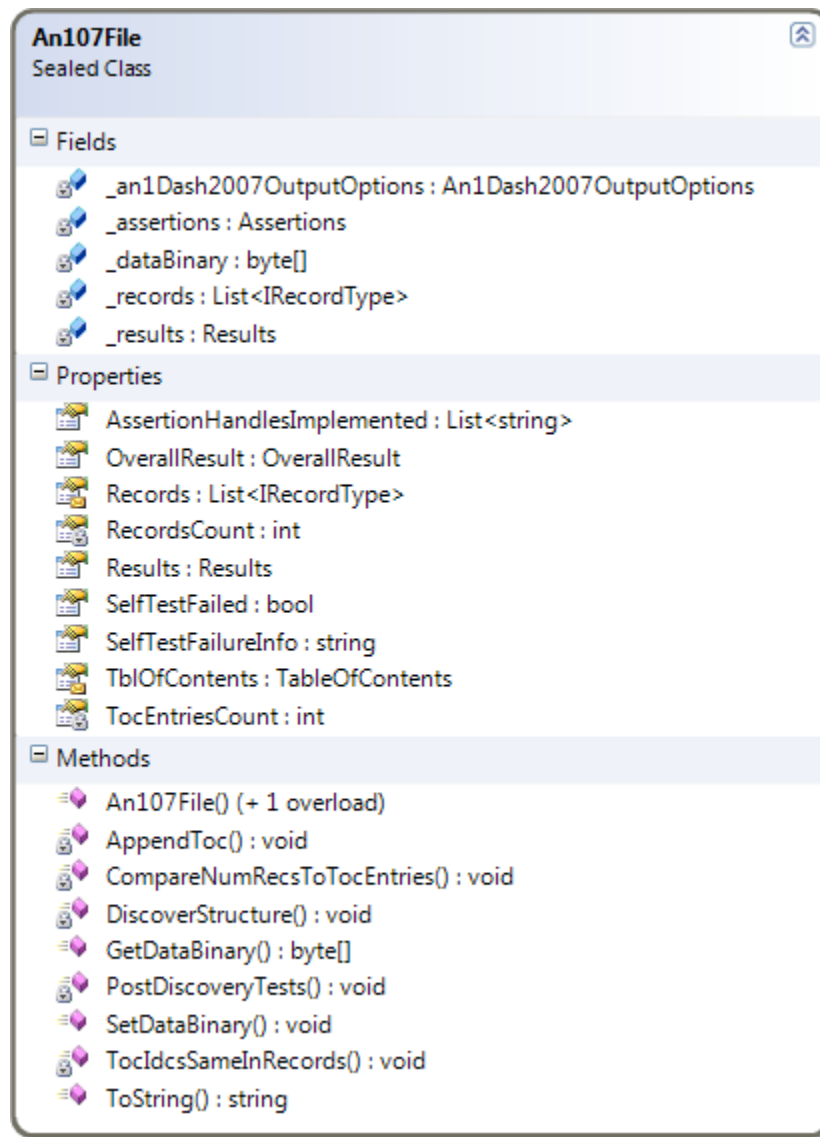 An107File
Sealed Class
Fields
_an1Dash2007OutputOptions : An1Dash2007OutputOptions
_assertions : Assertions
_dataBinary : byte[]
_records : List<IRecordType>
_results : Results
Properties
AssertionHandlesImplemented : List<string>
OverallResult : OverallResult
Records : List<IRecordType>
RecordsCount : int
Results : Results
SelfTestFailed : bool
SelfTestFailureInfo : string
TblOfContents : TableOfContents
TocEntriesCount : int
Methods
An107File() (+ 1 overload)
AppendToc() : void
CompareNumRecsToTocEntries() : void
DiscoverStructure() : void
GetDataBinary() : byte[]
PostDiscoveryTests() : void
SetDataBinary() : void
TocIdcsSameInRecords() : void
ToString() : string